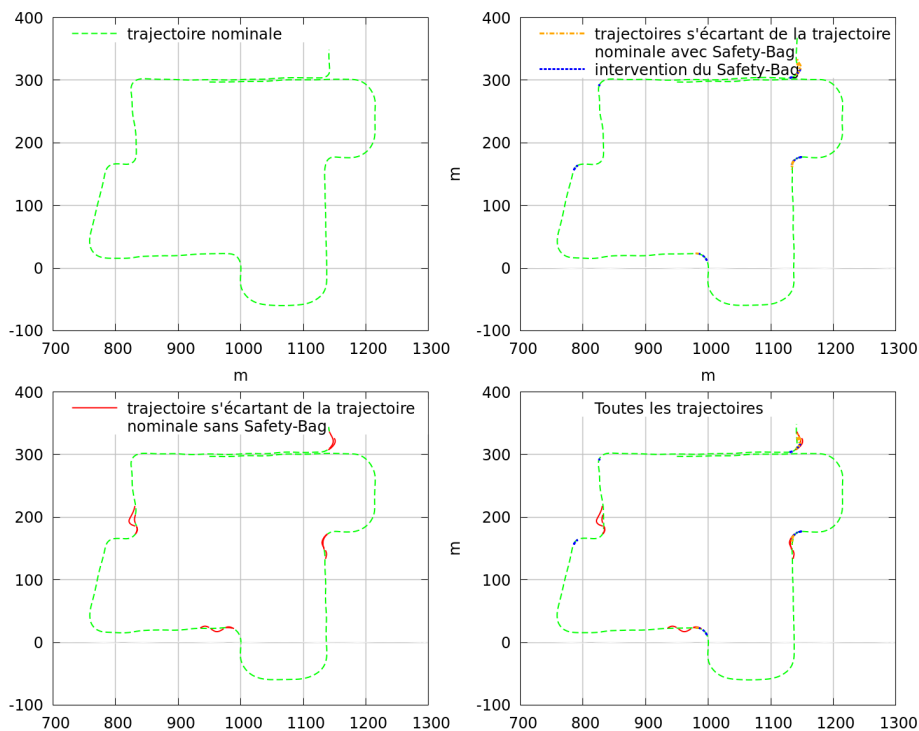 400
trajectoire nominale
300
200
100
0
-100
700 800 900 1000 1100 1200 1300
m
400
trajectoires s'écartant de la trajectoire
nominale avec Safety-Bag
intervention du Safety-Bag
300
200
m
100
0
-100
700 800 900 1000 1100 1200 1300
m
400
trajectoire s'écartant de la trajectoire
nominale sans Safety-Bag
300
200
100
0
-100
700 800 900 1000 1100 1200 1300
400
Toutes les trajectoires
300
200
m
100
0
-100
700 800 900 1000 1100 1200 1300